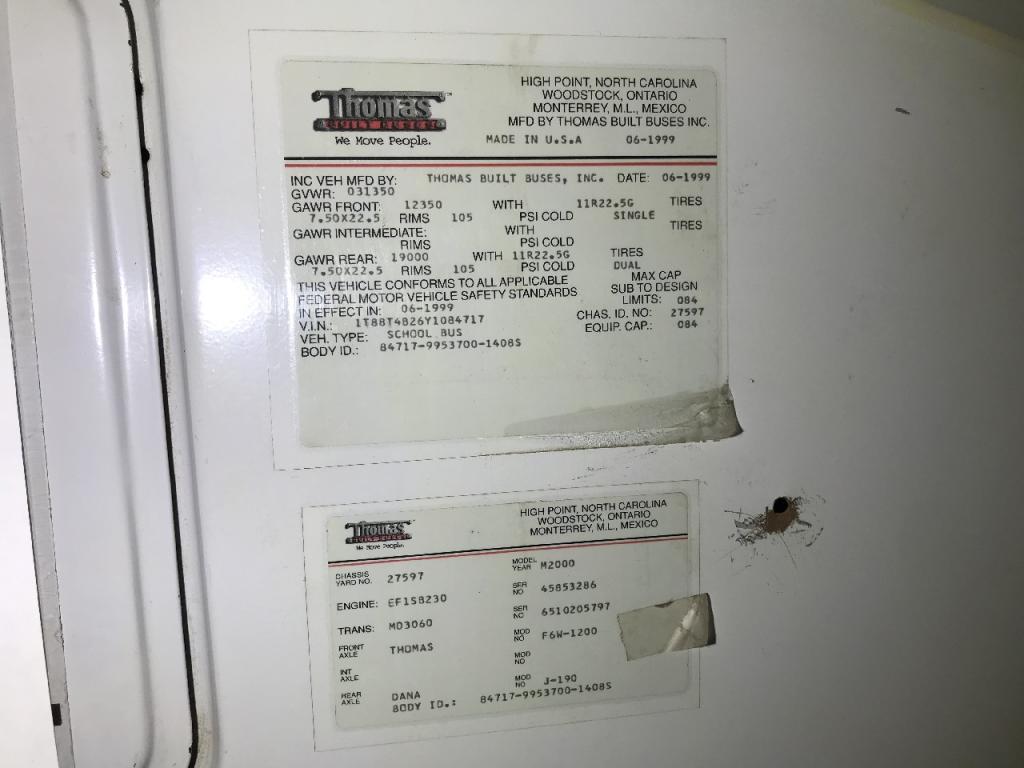 Thomas
BUILT BUSES
We Move People.
HIGH POINT, NORTH CAROLINA
WOODSTOCK, ONTARIO
MONTERREY, M.L., MEXICO
MFD BY THOMAS BUILT BUSES INC.
MADE IN U.S.A 06-1999
INC VEH MFD BY: THOMAS BUILT BUSES, INC. DATE: 06-1999
GVWR: 031350
GAWR FRONT: 12350 WITH 11R22.5G TIRES
7.50X22.5 RIMS 105 PSI COLD SINGLE
GAWR INTERMEDIATE: WITH TIRES
RIMS PSI COLD
GAWR REAR: 19000 WITH 11R22.5G TIRES
7.50X22.5 RIMS 105 PSI COLD DUAL
THIS VEHICLE CONFORMS TO ALL APPLICABLE
FEDERAL MOTOR VEHICLE SAFETY STANDARDS
IN EFFECT IN: 06-1999
V.I.N.: 1T88T4B26Y1084717
VEH. TYPE: SCHOOL BUS
BODY ID.: 84717-9953700-1408S
MAX CAP
SUB TO DESIGN
LIMITS: 084
CHAS. ID. NO: 27597
EQUIP. CAP.: 084
Thomas
BUILT BUSES
We Move People.
HIGH POINT, NORTH CAROLINA
WOODSTOCK, ONTARIO
MONTERREY, M.L., MEXICO
CHASSIS YARD NO. 27597 MODEL YEAR M2000
ENGINE: EF1S8230 SER NO 45853286
TRANS: MD3060 SER NO 6510205797
FRONT AXLE THOMAS MOD NO F6W-1200
INT AXLE MOD NO
REAR AXLE DANA MOD NO J-190
BODY ID.: 84717-9953700-1408S